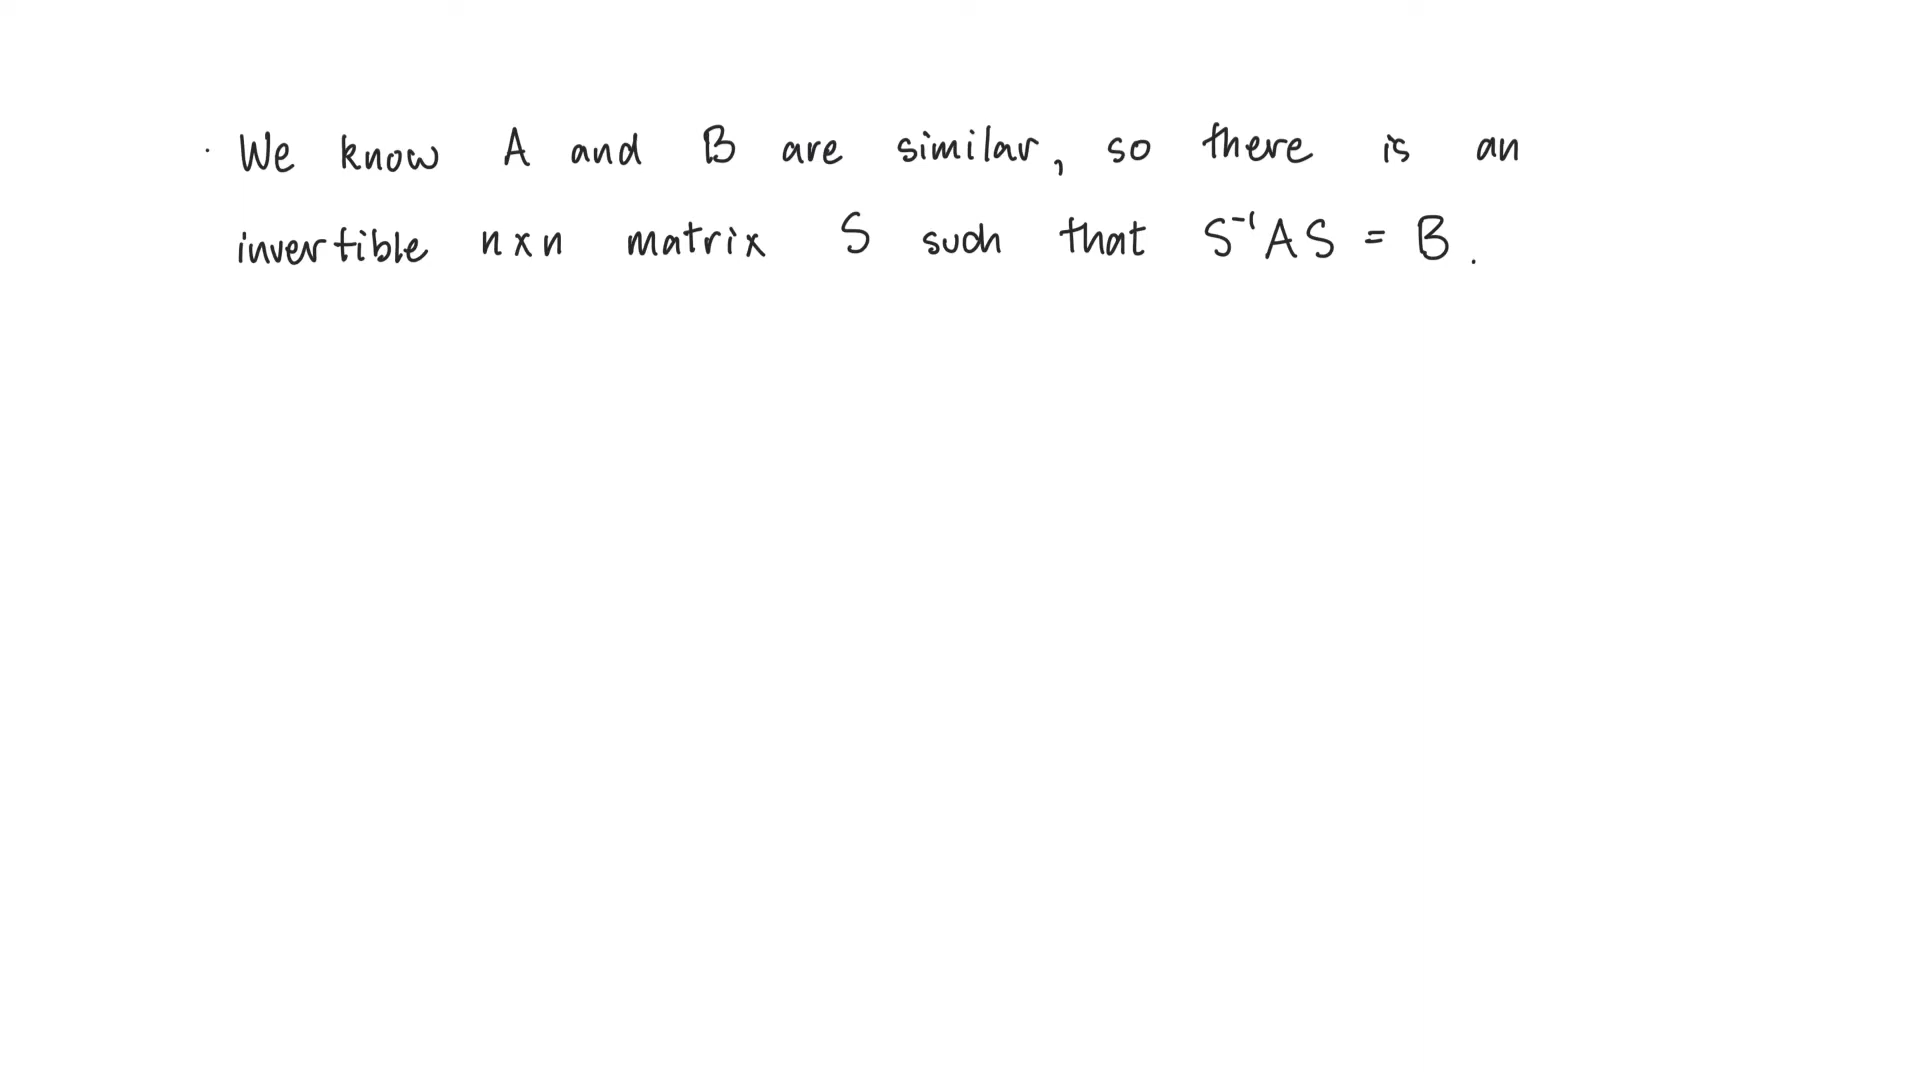 · We know A and B are similar, so there is an
invertible n×n matrix S such that S⁻¹AS = B.